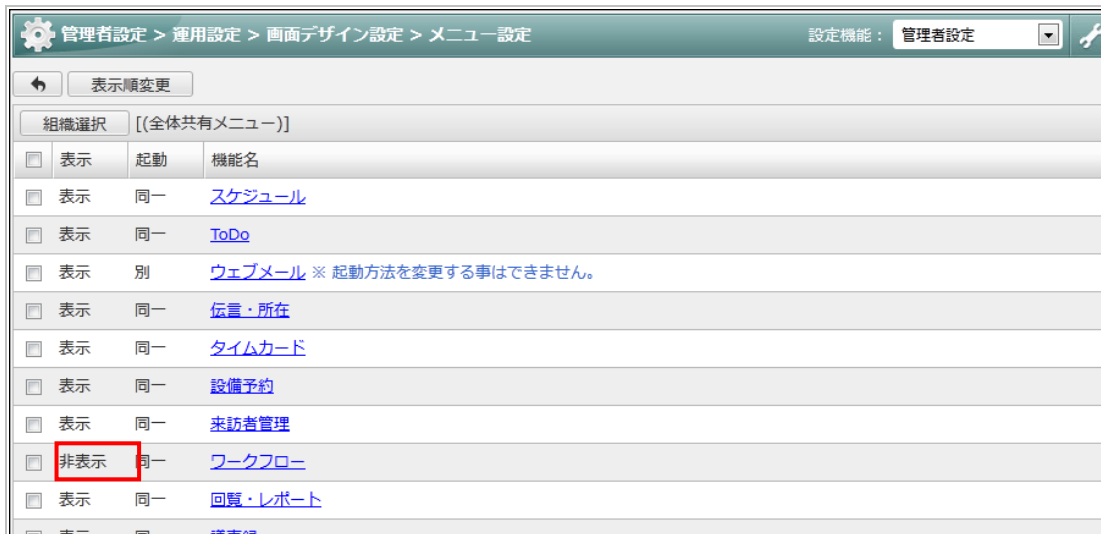 管理者設定 > 運用設定 > 画面デザイン設定 > メニュー設定 設定機能： 管理者設定
表示順変更
組織選択 [(全体共有メニュー)]
表示 起動 機能名
表示 同一 スケジュール
表示 同一 ToDo
表示 別 ウェブメール ※ 起動方法を変更する事はできません。
表示 同一 伝言・所在
表示 同一 タイムカード
表示 同一 設備予約
表示 同一 来訪者管理
非表示 同一 ワークフロー
表示 同一 回覧・レポート